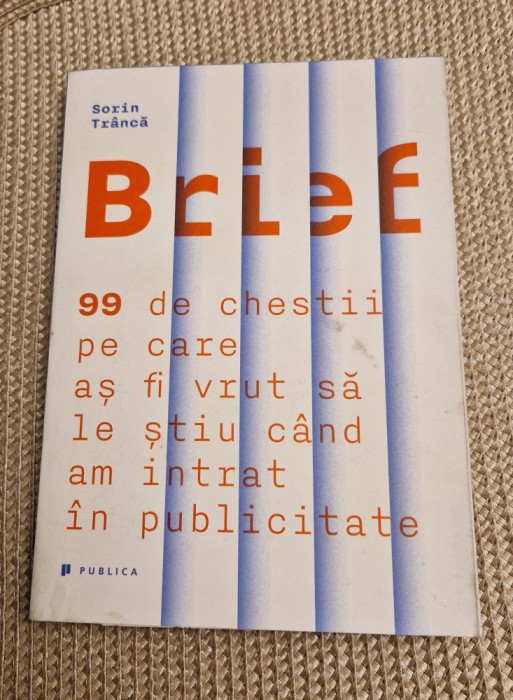 Sorin
Trâncă
Brief
99 de chestii
pe care
aș fi vrut să
le știu când
am intrat
în publicitate
PUBLICA